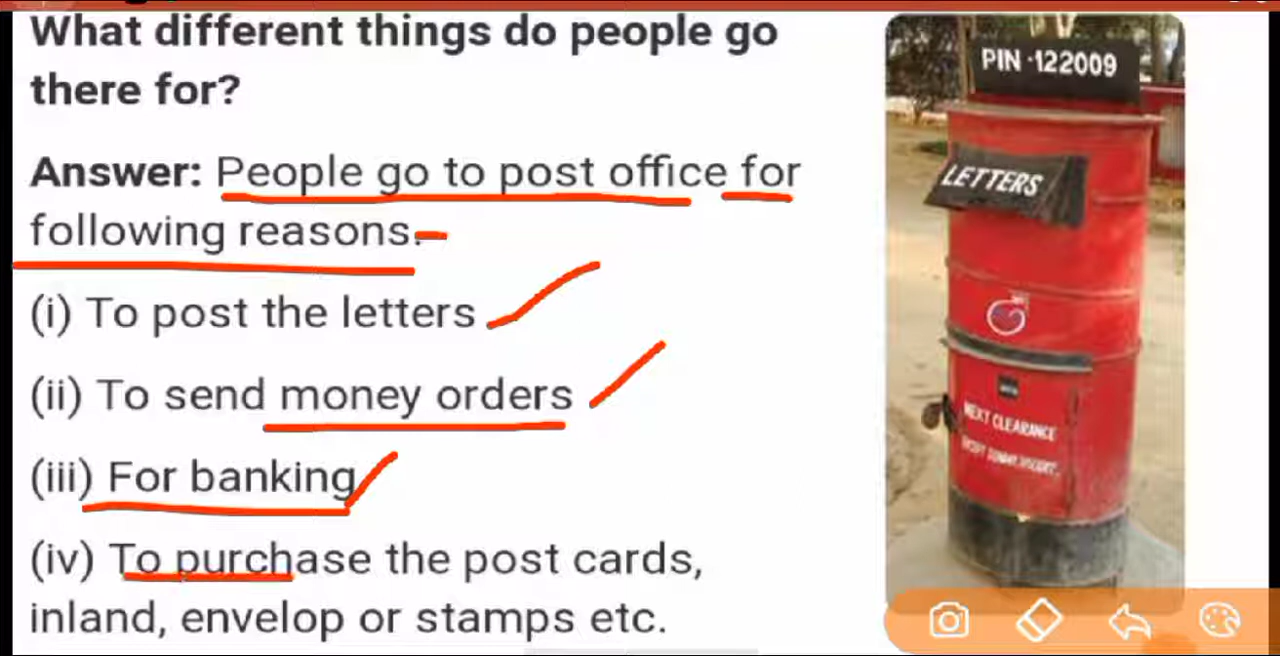 What different things do people go
there for?
Answer: People go to post office for
following reasons.
(i) To post the letters
(ii) To send money orders
(iii) For banking
(iv) To purchase the post cards,
inland, envelop or stamps etc.
PIN - 122009
LETTERS
NEXT CLEARANCE